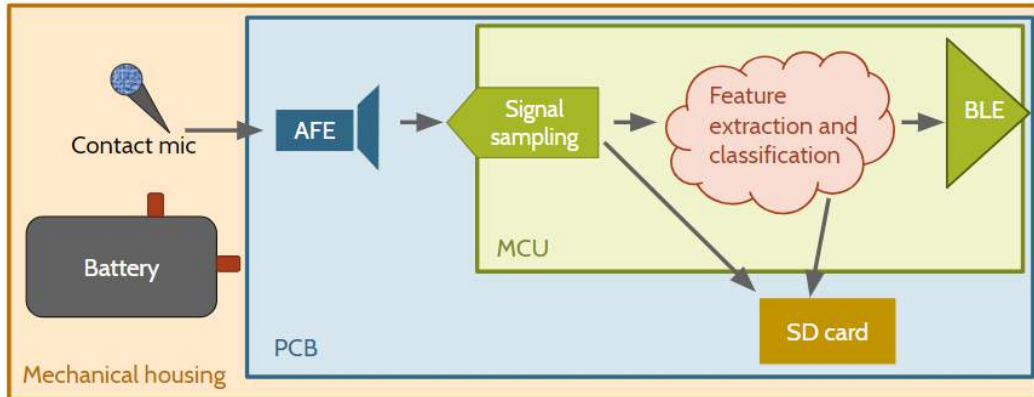 Contact mic
Battery
AFE
Signal
sampling
Feature
extraction and
classification
BLE
MCU
SD card
PCB
Mechanical housing